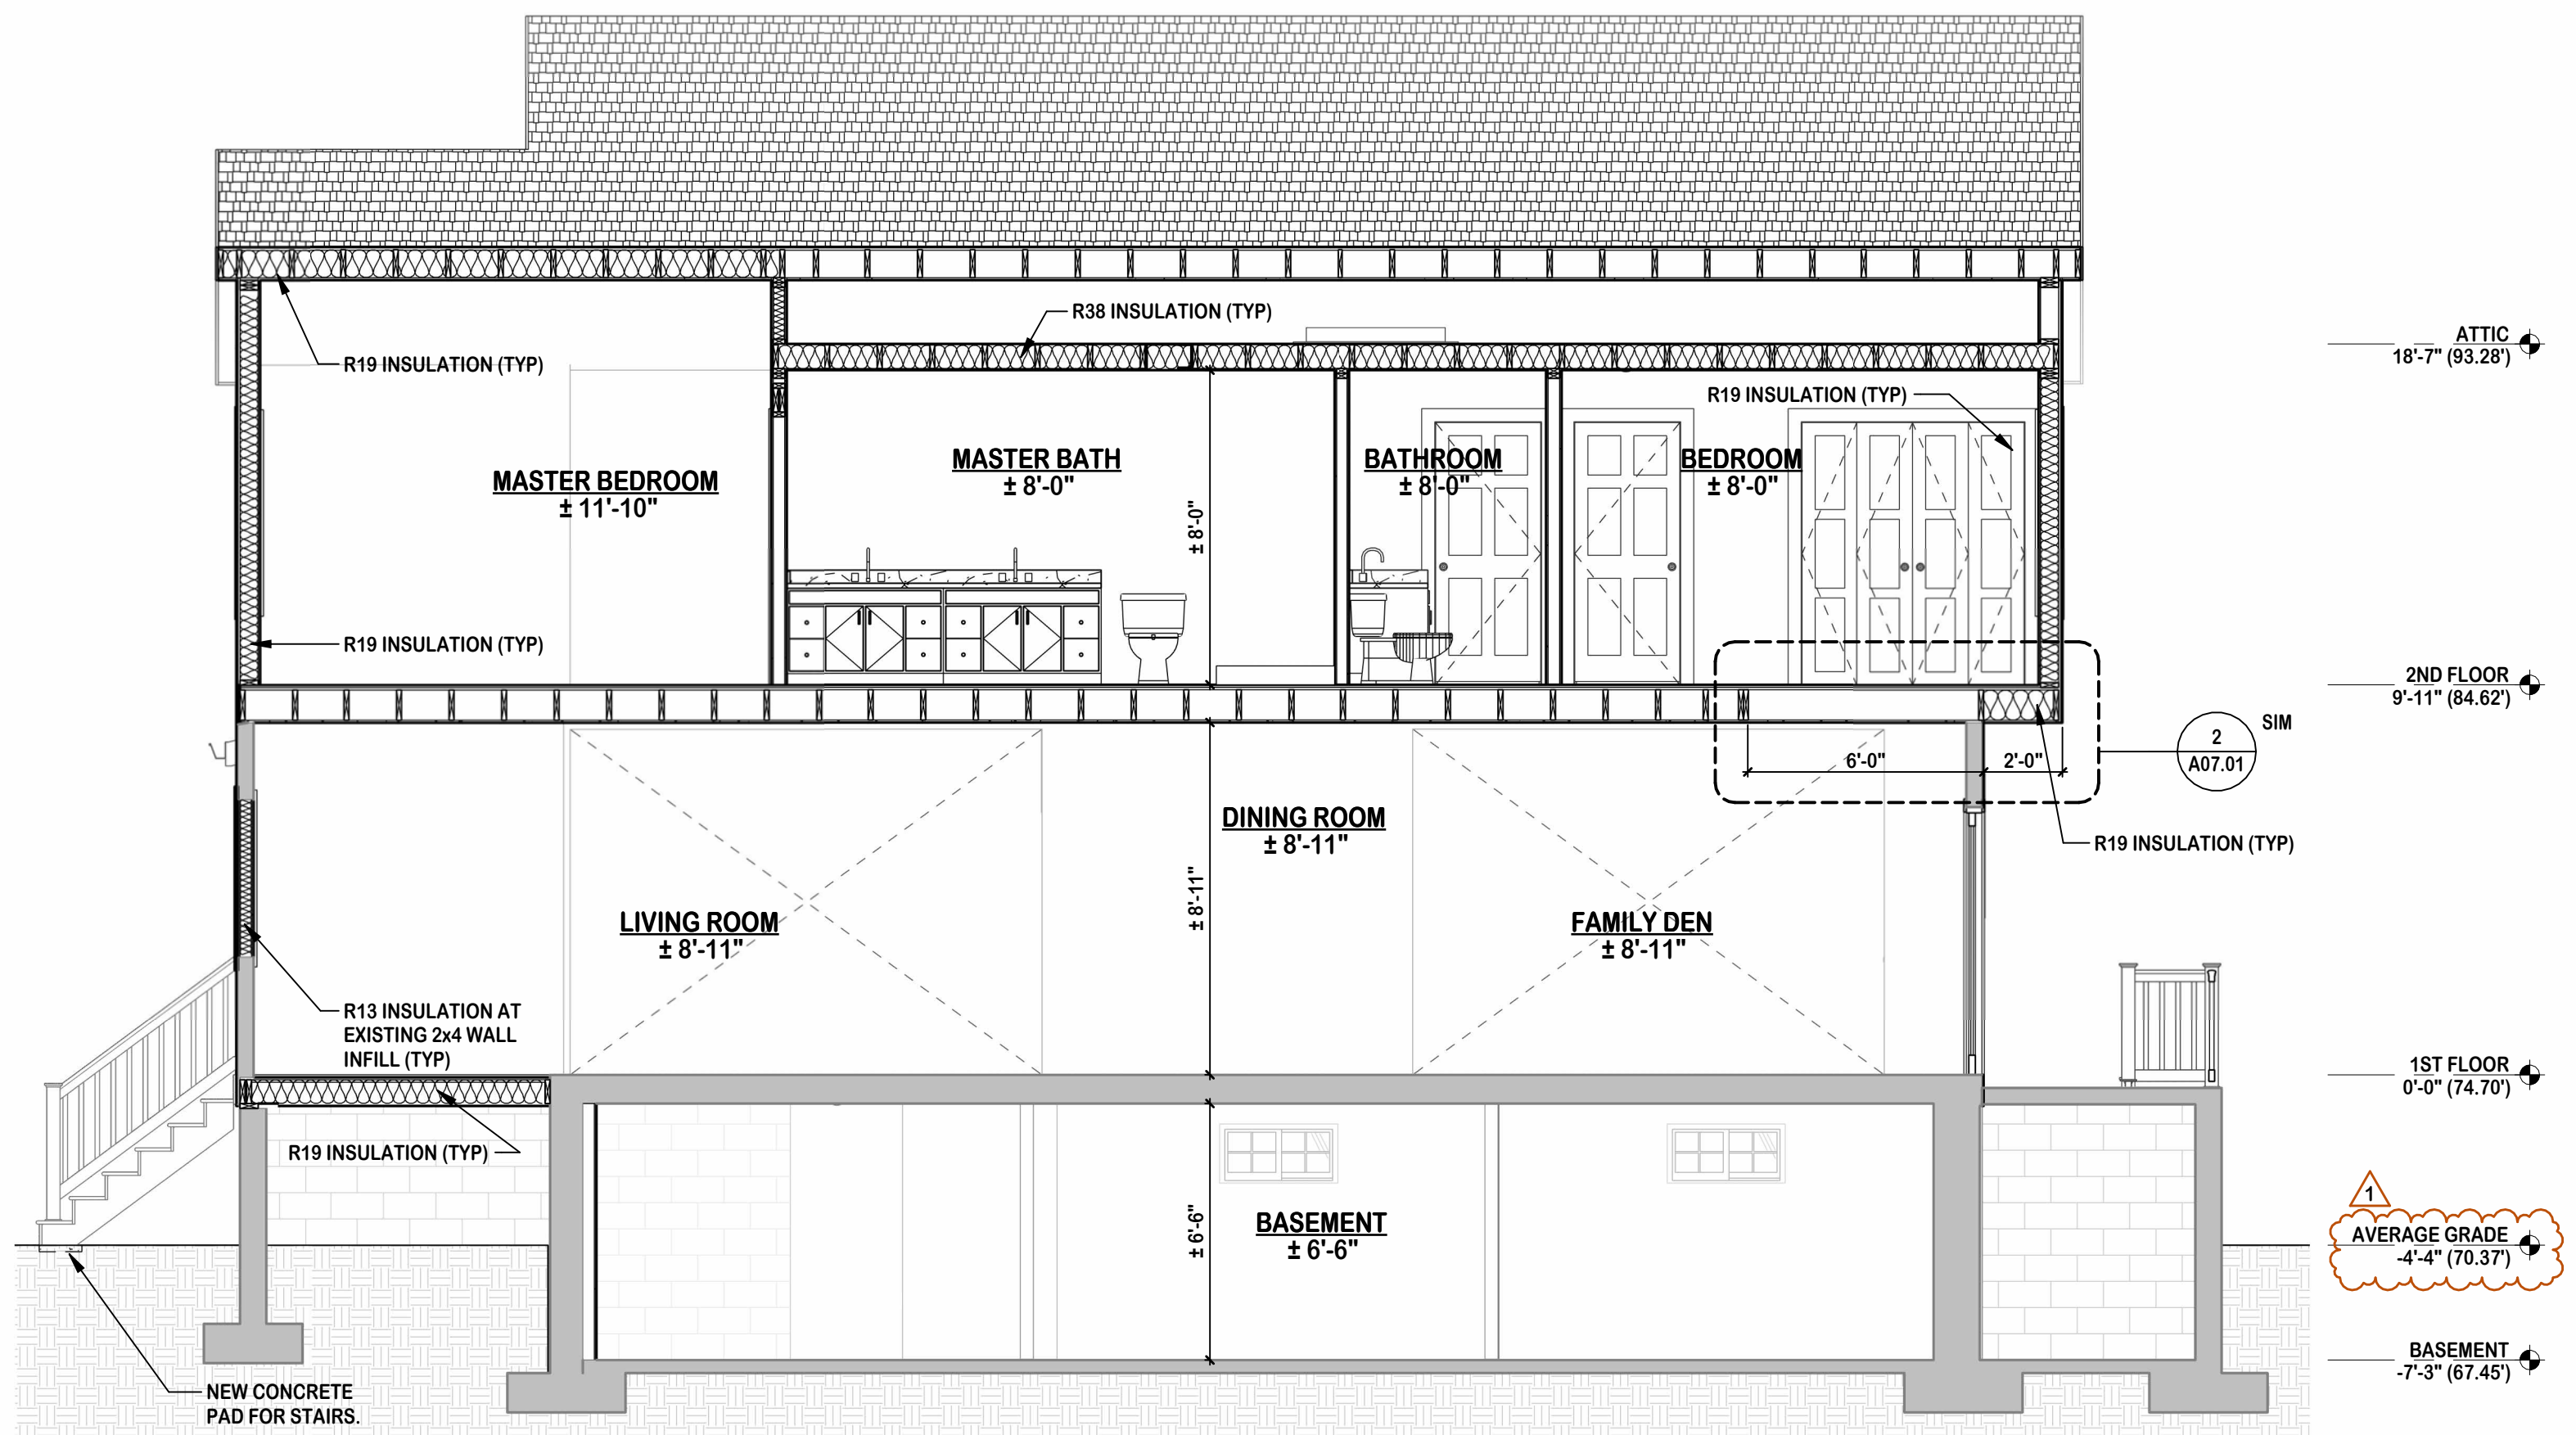 R38 INSULATION (TYP)
R19 INSULATION (TYP)
R19 INSULATION (TYP)
MASTER BEDROOM
± 11'-10"
MASTER BATH
± 8'-0"
BATHROOM
± 8'-0"
BEDROOM
± 8'-0"
± 8'-0"
R19 INSULATION (TYP)
ATTIC
18'-7" (93.28')
2ND FLOOR
9'-11" (84.62')
6'-0"
2'-0"
2
A07.01
SIM
R19 INSULATION (TYP)
DINING ROOM
± 8'-11"
LIVING ROOM
± 8'-11"
± 8'-11"
FAMILY DEN
± 8'-11"
R13 INSULATION AT
EXISTING 2x4 WALL
INFILL (TYP)
1ST FLOOR
0'-0" (74.70')
R19 INSULATION (TYP)
BASEMENT
± 6'-6"
± 6'-6"
1
AVERAGE GRADE
-4'-4" (70.37')
BASEMENT
-7'-3" (67.45')
NEW CONCRETE
PAD FOR STAIRS.